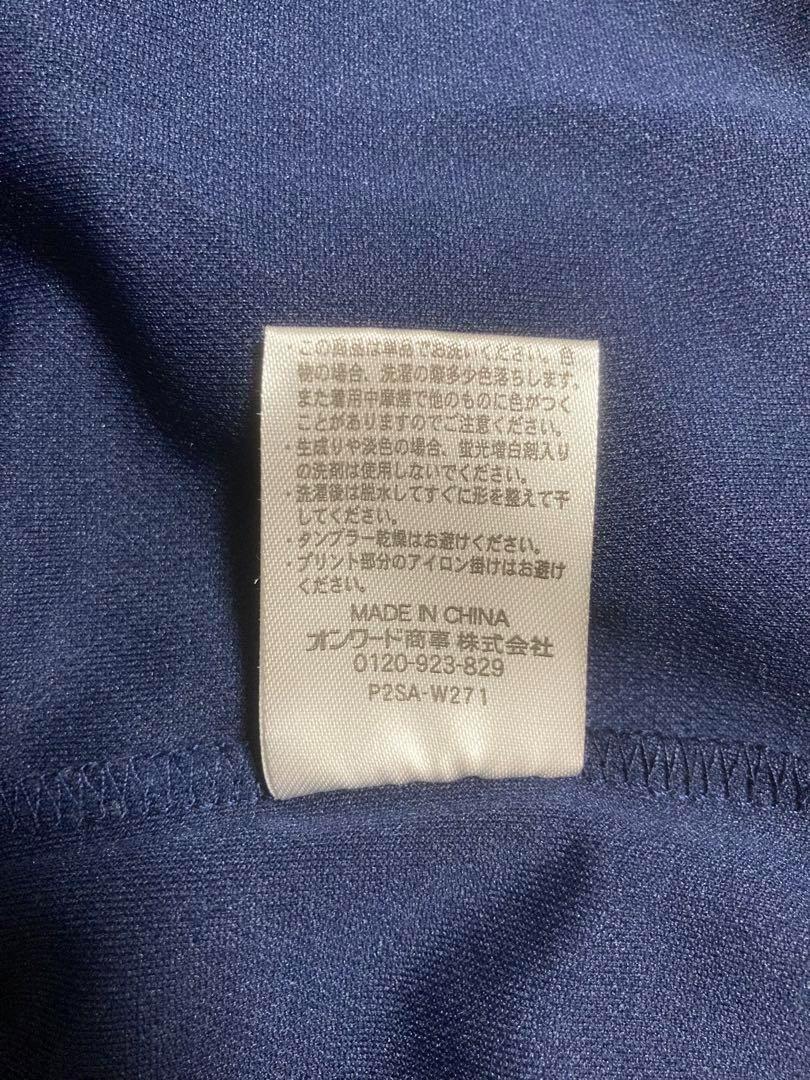 ・この商品は単品でお洗いください。色
物の場合、洗濯の際多少色落ちします。
また着用中摩擦で他のものに色がつく
ことがありますのでご注意ください。
・生成りや淡色の場合、蛍光増白剤入り
の洗剤は使用しないでください。
・洗濯後は脱水してすぐに形を整えて干
してください。
・タンブラー乾燥はお避けください。
・プリント部分のアイロン掛けはお避け
ください。
MADE IN CHINA
オンワード商事 株式会社
0120-923-829
P2SA-W271